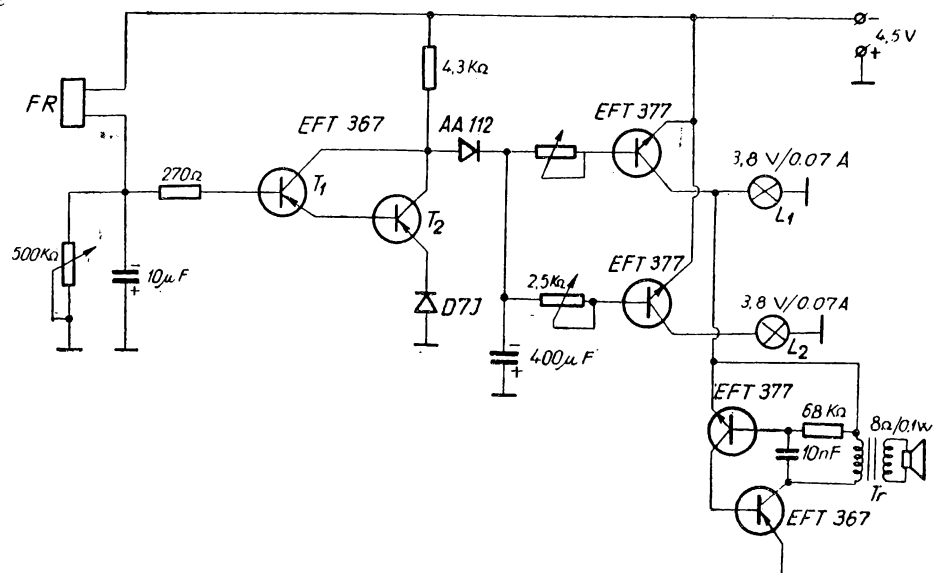 4,5 V
FR
4,3 KΩ
EFT 367
AA 112
EFT 377
3,8 V/0.07 A
270Ω
T1
T2
L1
500KΩ
10µF
D7J
2,5KΩ
EFT 377
3,8 V/0.07A
L2
400µF
EFT 377
68 KΩ
8Ω/0.1W
10nF
Tr
EFT 367